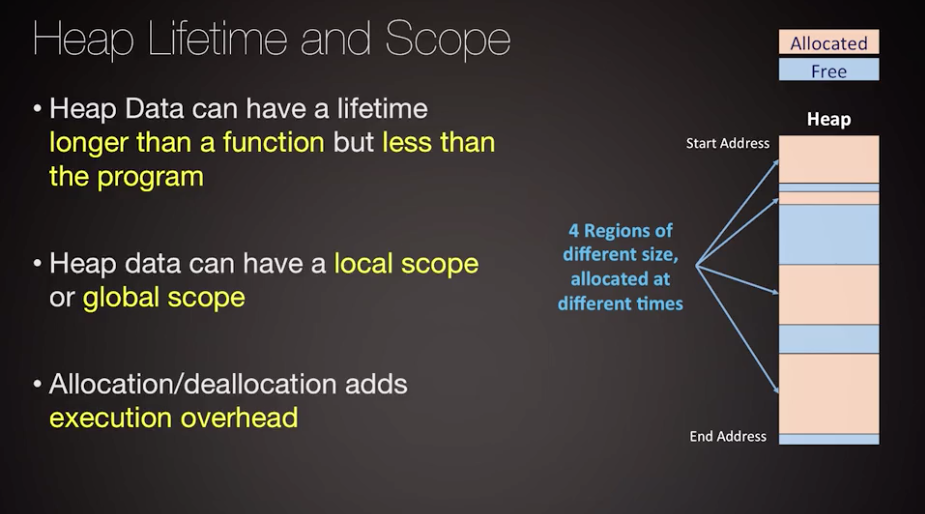 Heap Lifetime and Scope
• Heap Data can have a lifetime
longer than a function but less than
the program
• Heap data can have a local scope
or global scope
• Allocation/deallocation adds
execution overhead
Allocated
Free
Heap
Start Address
4 Regions of
different size,
allocated at
different times
End Address